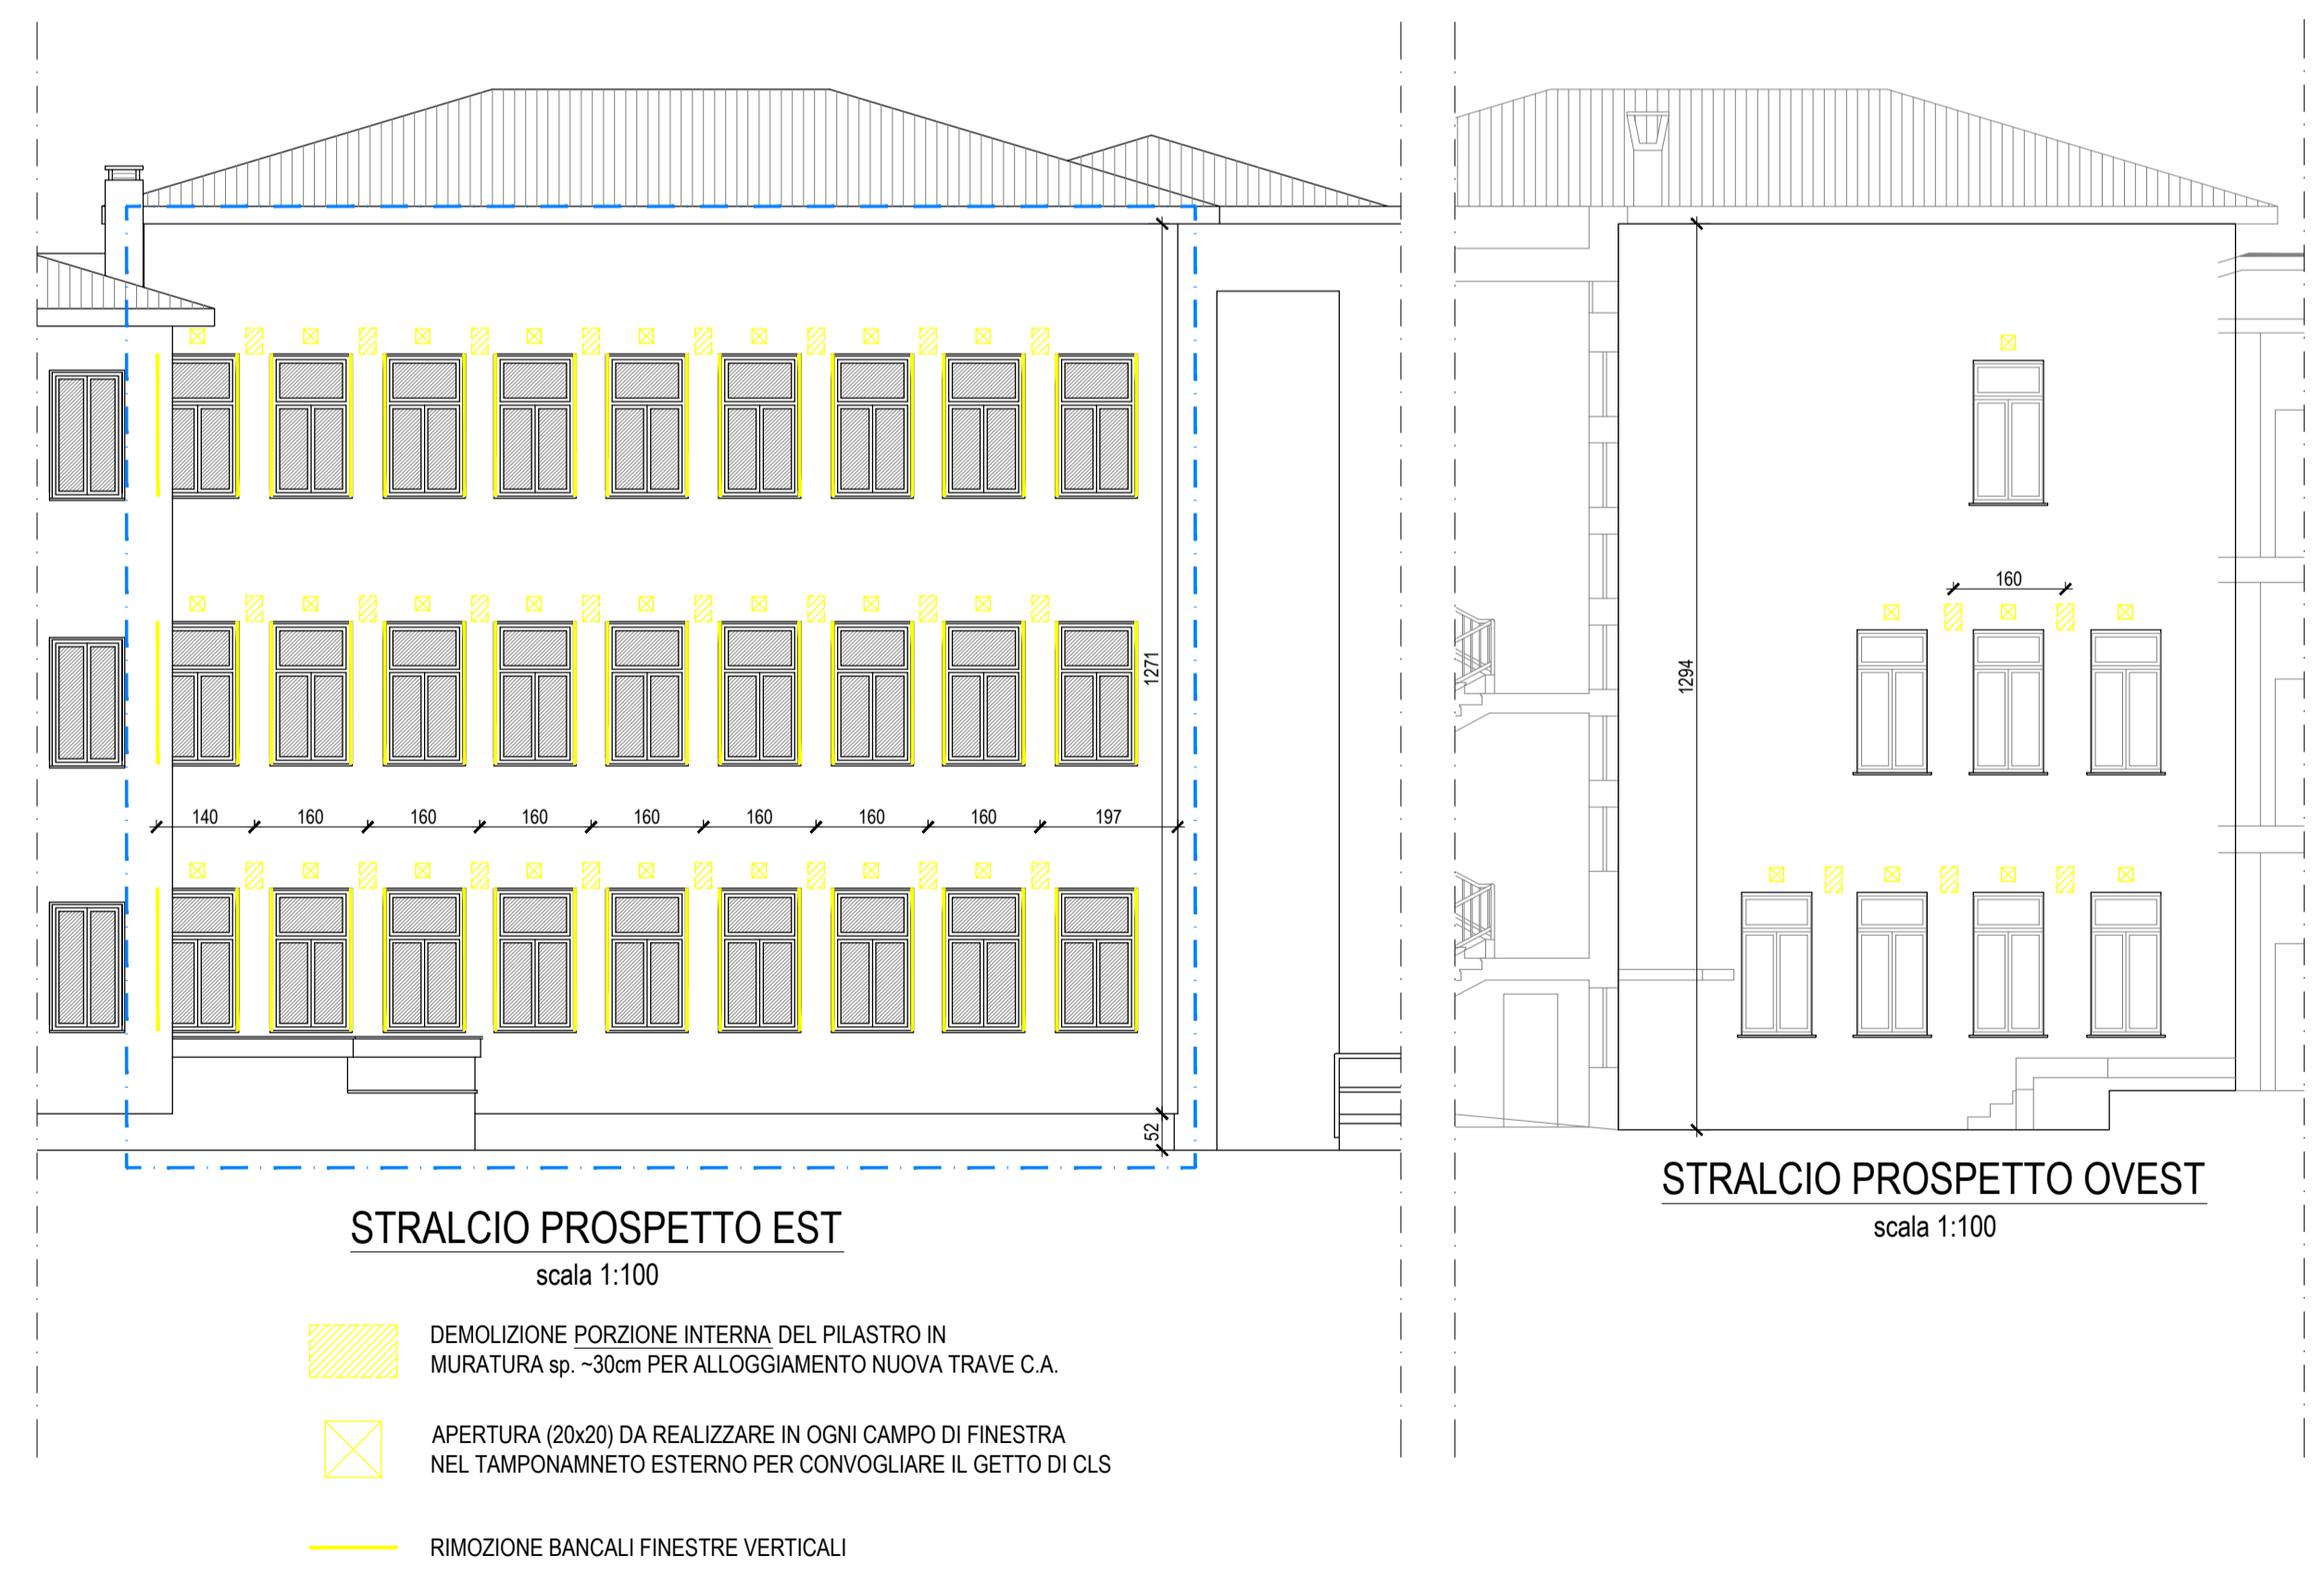 160
1271
1294
140 160 160 160 160 160 160 160 197
52
STRALCIO PROSPETTO EST
scala 1:100
STRALCIO PROSPETTO OVEST
scala 1:100
DEMOLIZIONE PORZIONE INTERNA DEL PILASTRO IN
MURATURA sp. ~30cm PER ALLOGGIAMENTO NUOVA TRAVE C.A.
APERTURA (20x20) DA REALIZZARE IN OGNI CAMPO DI FINESTRA
NEL TAMPONAMNETO ESTERNO PER CONVOGLIARE IL GETTO DI CLS
RIMOZIONE BANCALI FINESTRE VERTICALI